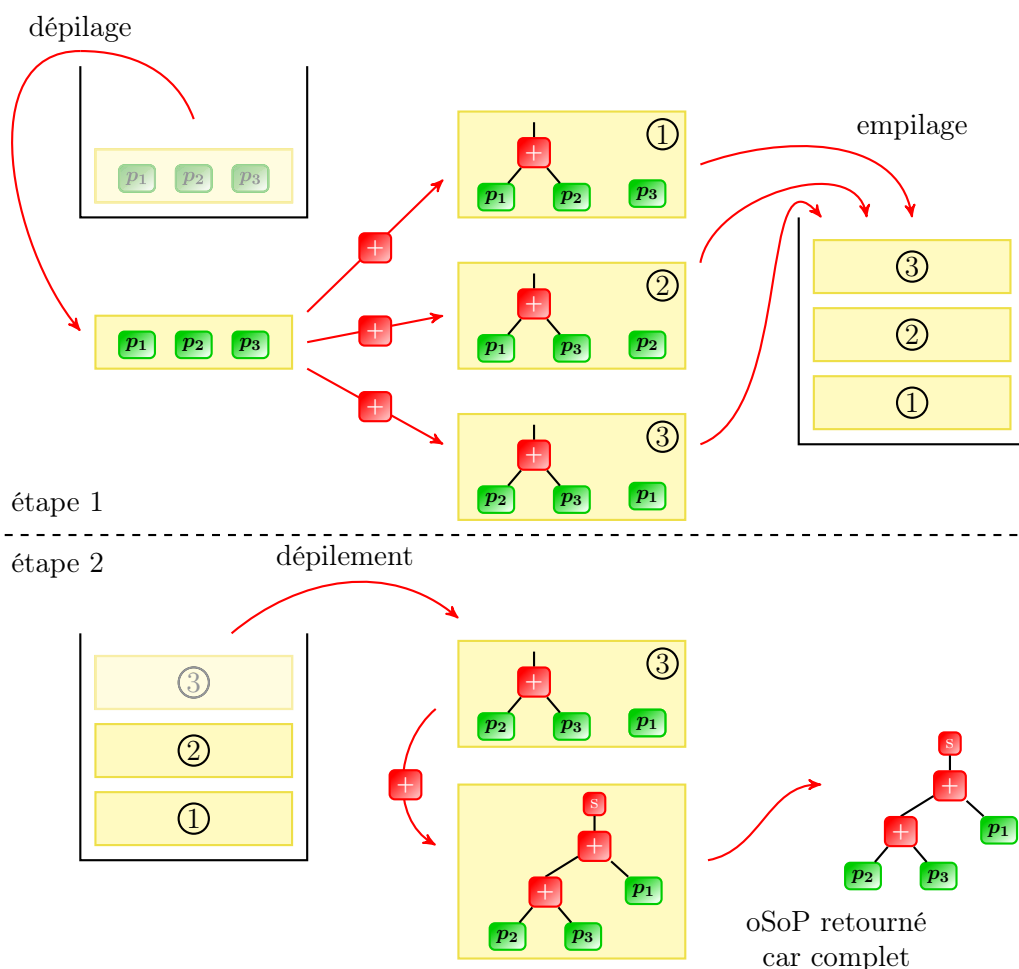 dépilage
p₁ p₂ p₃
p₁ p₂ p₃
+
+
+
①
+
p₁ p₂ p₃
②
+
p₁ p₃ p₂
③
+
p₂ p₃ p₁
empilage
③
②
①
étape 1
étape 2
dépilement
③
②
①
③
+
p₂ p₃ p₁
+
s
+
+ p₁
p₂ p₃
s
+
+ p₁
p₂ p₃
oSoP retourné
car complet